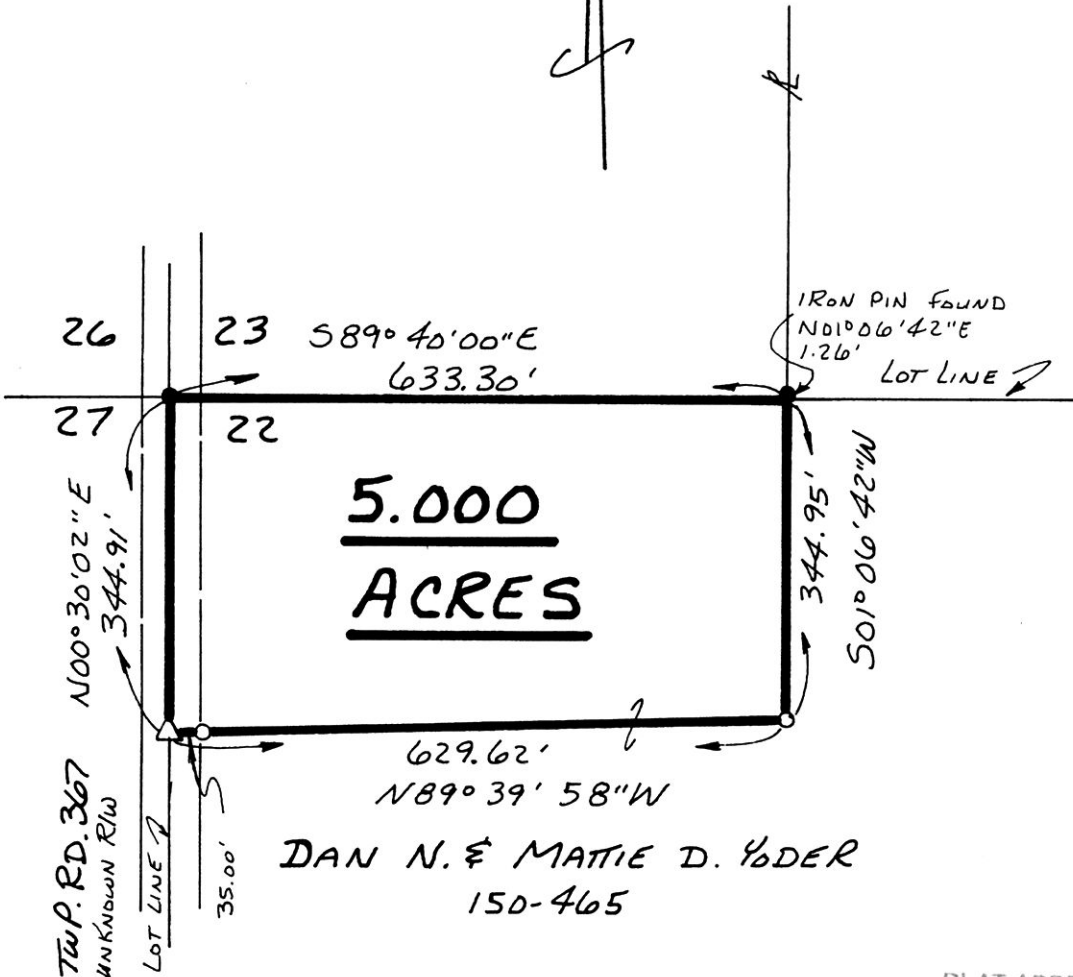 IRON PIN FOUND
N01°06'42"E
1.26'
LOT LINE
26
23
S89°40'00"E
633.30'
27
22
5.000
ACRES
N00°30'02"E
344.91'
344.95'
S01°06'42"W
629.62'
N89°39'58"W
TWP. RD. 367
UNKNOWN R/W
LOT LINE
35.00'
DAN N. & MATTIE D. YODER
150-465